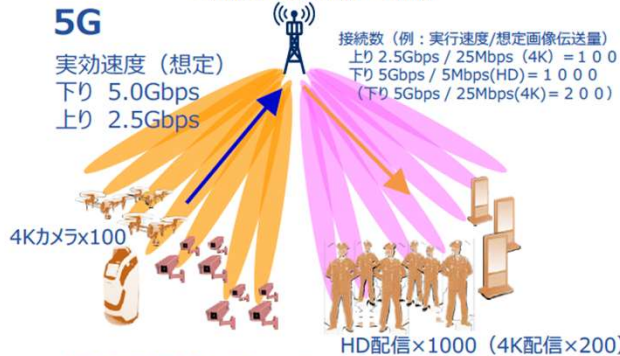 5G
実効速度（想定）
下り 5.0Gbps
上り 2.5Gbps
接続数（例：実行速度/想定画像伝送量）
上り 2.5Gbps / 25Mbps（4K）＝１００
下り 5Gbps / 5Mbps(HD)＝１０００
（下り 5Gbps / 25Mbps(4K)＝２００）
4Kカメラx100
HD配信×1000（4K配信×200）